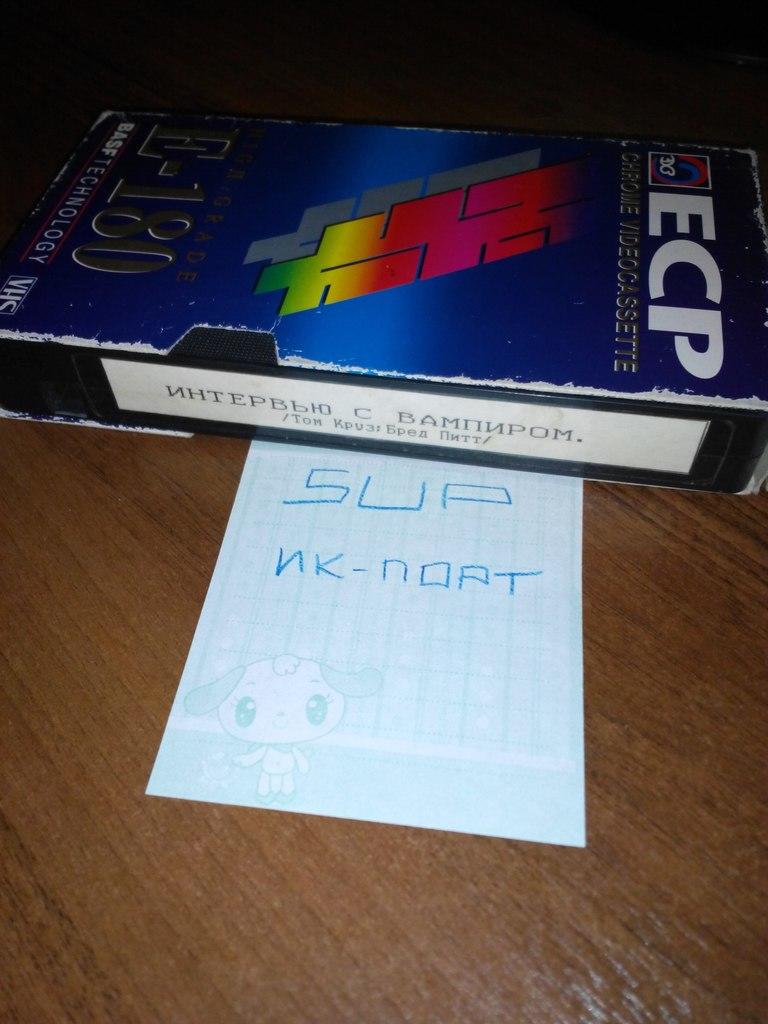 ECP
CHROME VIDEOCASSETTE
HIGH-GRADE
E-180
BASF TECHNOLOGY
VHS
ИНТЕРВЬЮ С ВАМПИРОМ.
/Том Круз;Бред Питт/
SUP
ИК-ПОРТ